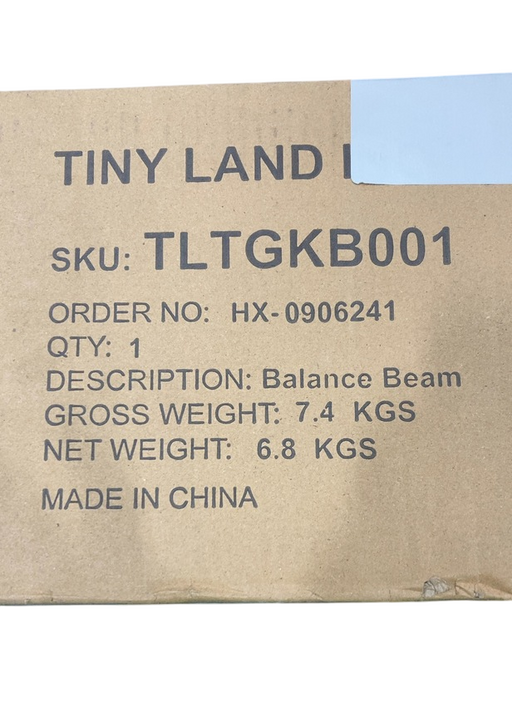 TINY LAND
SKU: TLTGKB001
ORDER NO: HX-0906241
QTY: 1
DESCRIPTION: Balance Beam
GROSS WEIGHT: 7.4 KGS
NET WEIGHT: 6.8 KGS
MADE IN CHINA